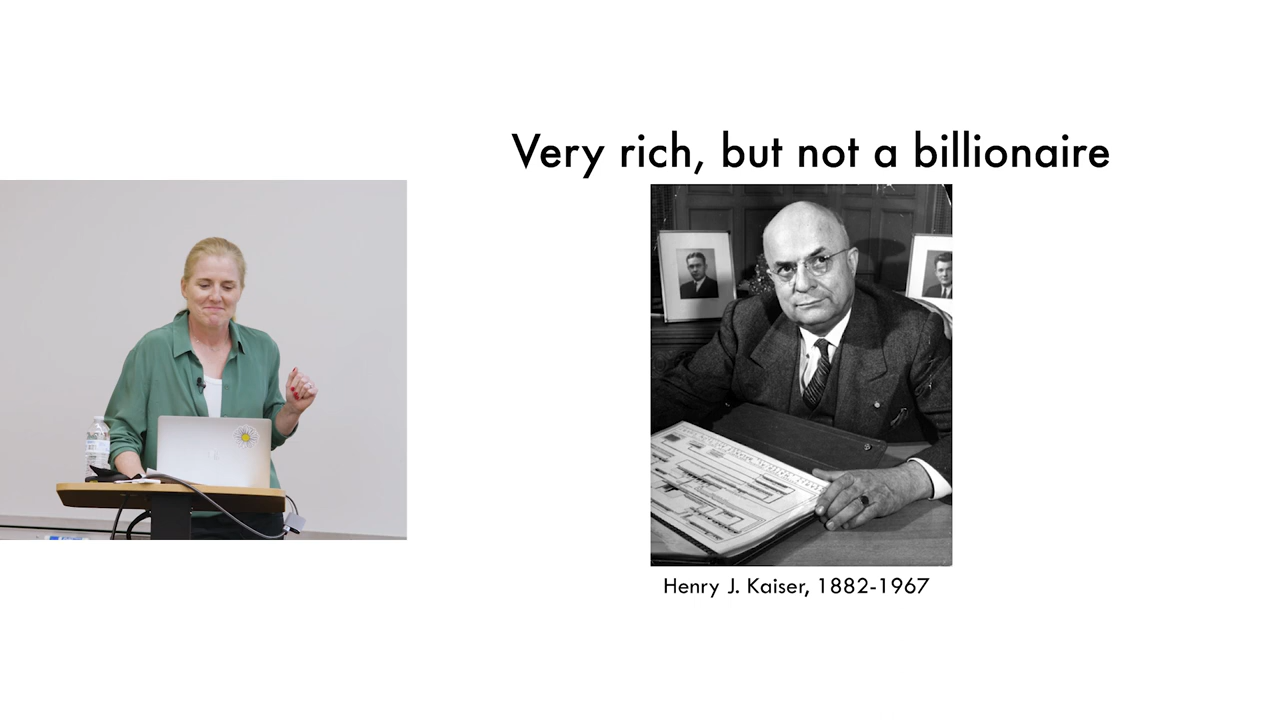 Very rich, but not a billionaire
Henry J. Kaiser, 1882-1967